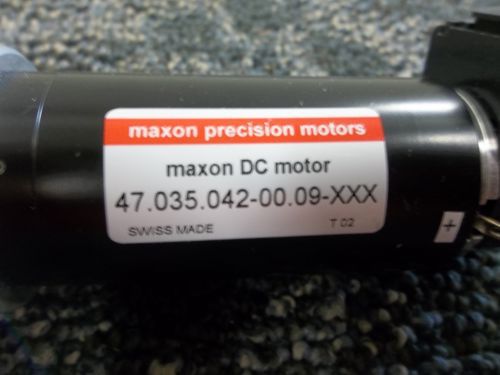 maxon precision motors
maxon DC motor
47.035.042-00.09-XXX
SWISS MADE T 02
+